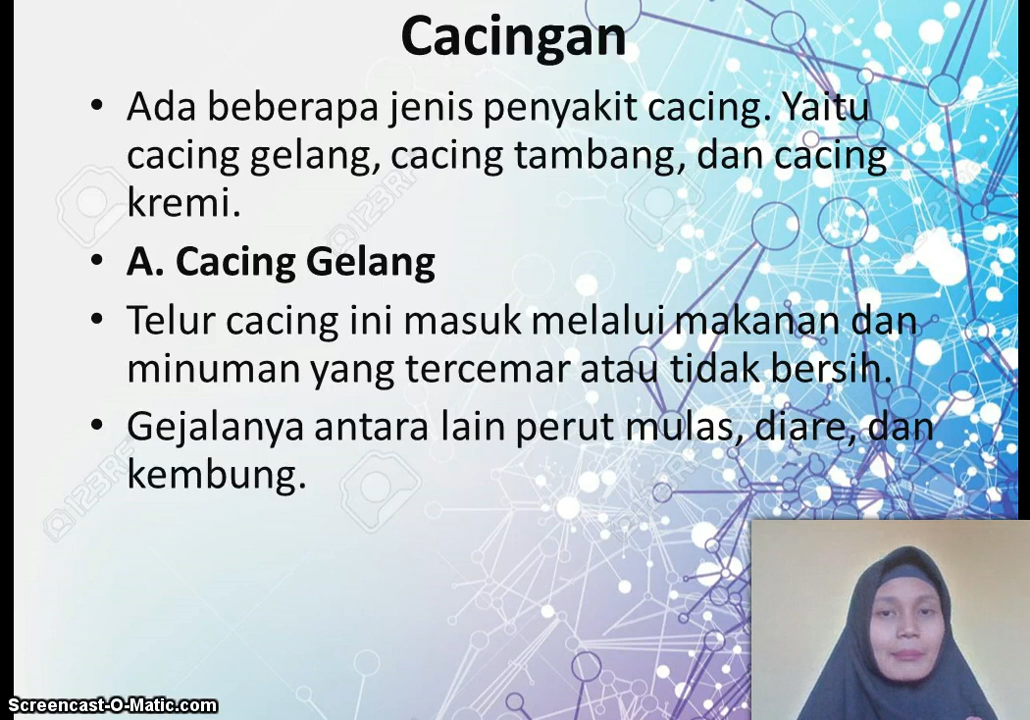 Cacingan
• Ada beberapa jenis penyakit cacing. Yaitu
cacing gelang, cacing tambang, dan cacing
kremi.
• A. Cacing Gelang
• Telur cacing ini masuk melalui makanan dan
minuman yang tercemar atau tidak bersih.
• Gejalanya antara lain perut mulas, diare, dan
kembung.
Screencast-O-Matic.com